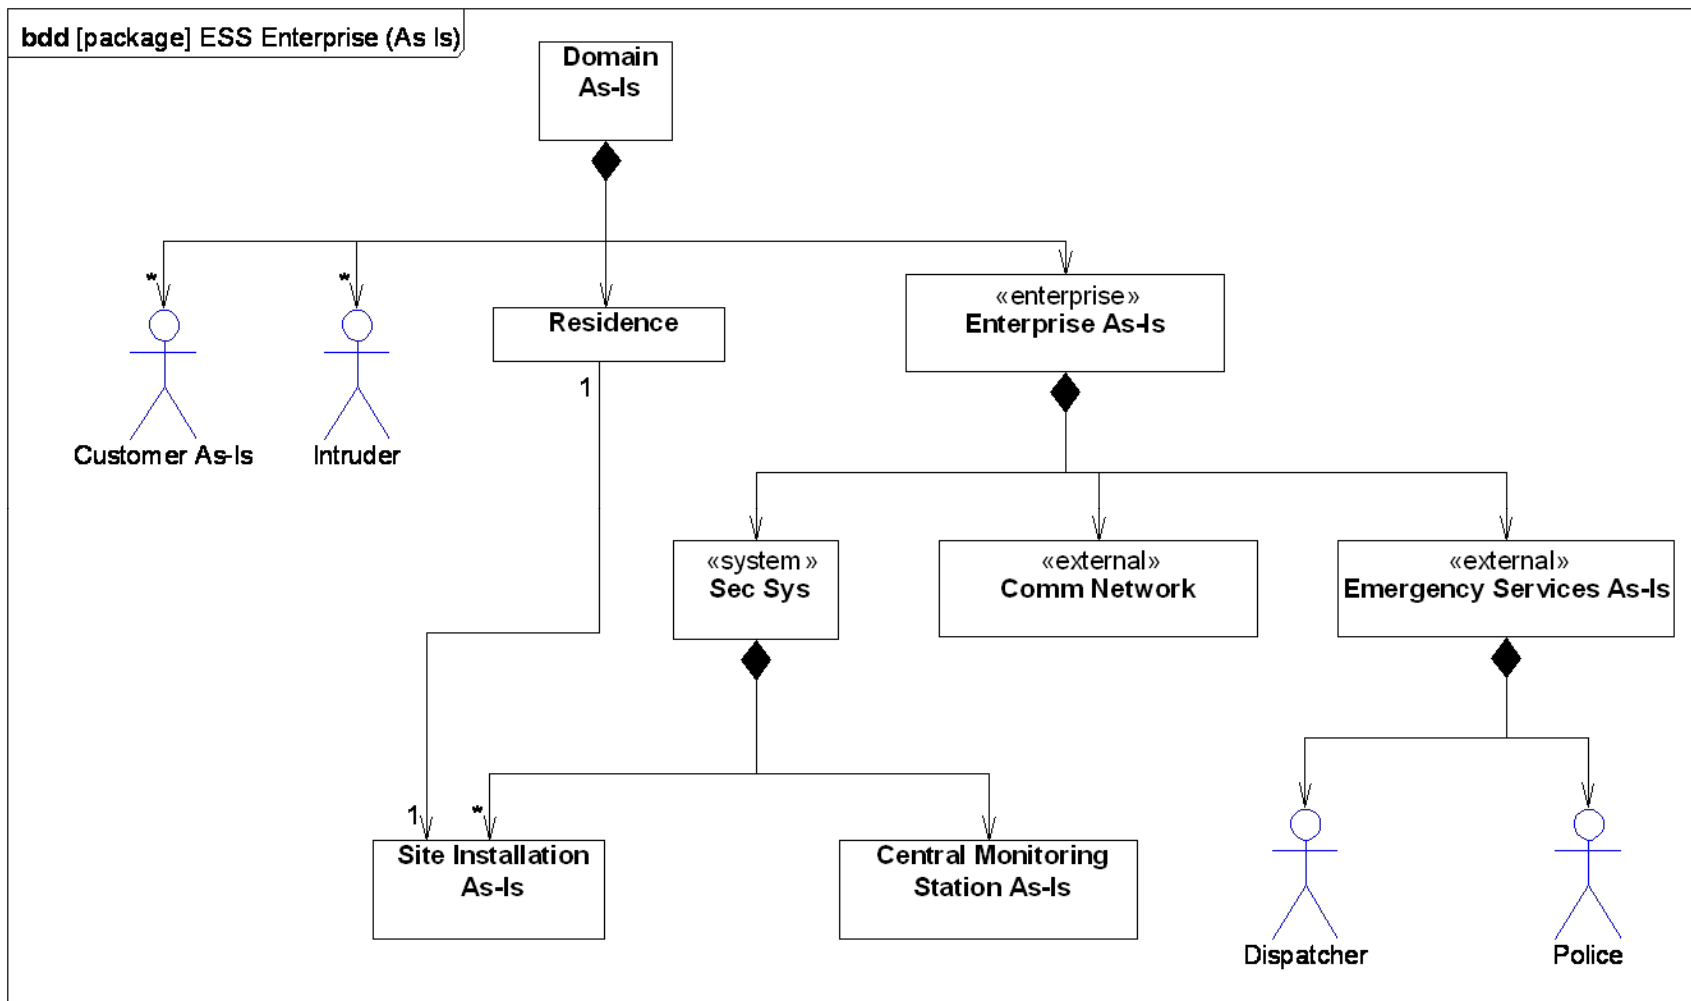 bdd [package] ESS Enterprise (As Is)
Domain
As-Is
*
*
«enterprise»
Enterprise As-Is
Residence
1
Customer As-Is
Intruder
«system»
Sec Sys
«external»
Comm Network
«external»
Emergency Services As-Is
1
*
Site Installation
As-Is
Central Monitoring
Station As-Is
Dispatcher
Police